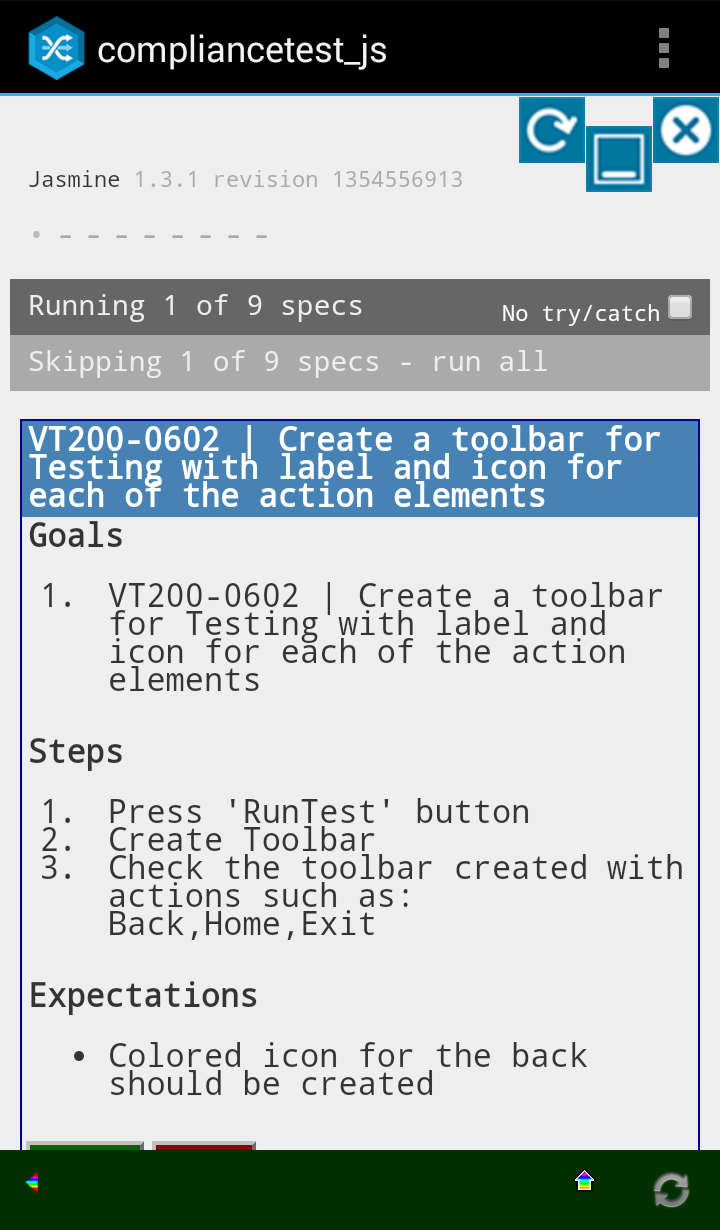 compliancetest_js
Jasmine 1.3.1 revision 1354556913
• - - - - - - - -
Running 1 of 9 specs
No try/catch
Skipping 1 of 9 specs - run all
VT200-0602 | Create a toolbar for
Testing with label and icon for
each of the action elements
Goals
1. VT200-0602 | Create a toolbar
for Testing with label and
icon for each of the action
elements
Steps
1. Press 'RunTest' button
2. Create Toolbar
3. Check the toolbar created with
actions such as:
Back,Home,Exit
Expectations
• Colored icon for the back
should be created